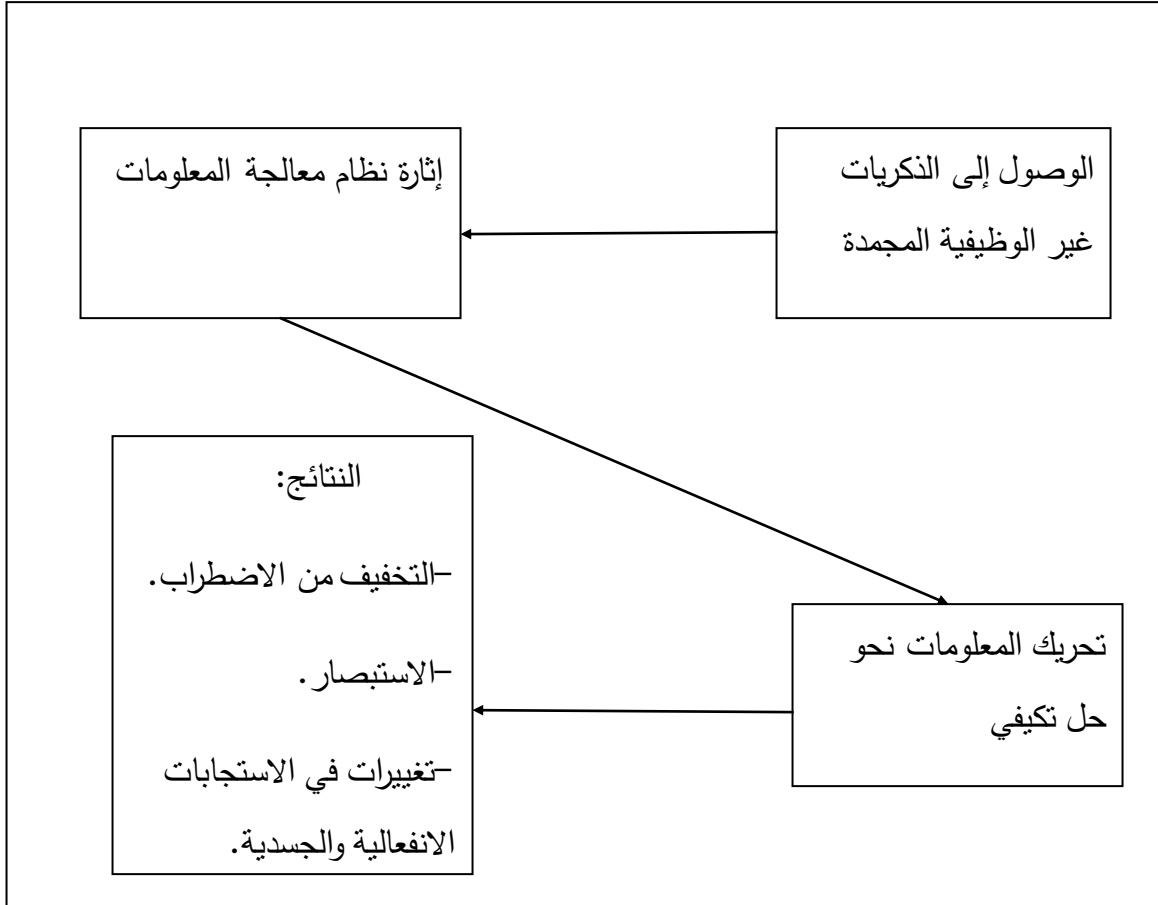 الوصول إلى الذكريات
غير الوظيفية المجمدة
إثارة نظام معالجة المعلومات
تحريك المعلومات نحو
حل تكيفي
النتائج:
-التخفيف من الاضطراب.
-الاستبصار.
-تغييرات في الاستجابات
الانفعالية والجسدية.